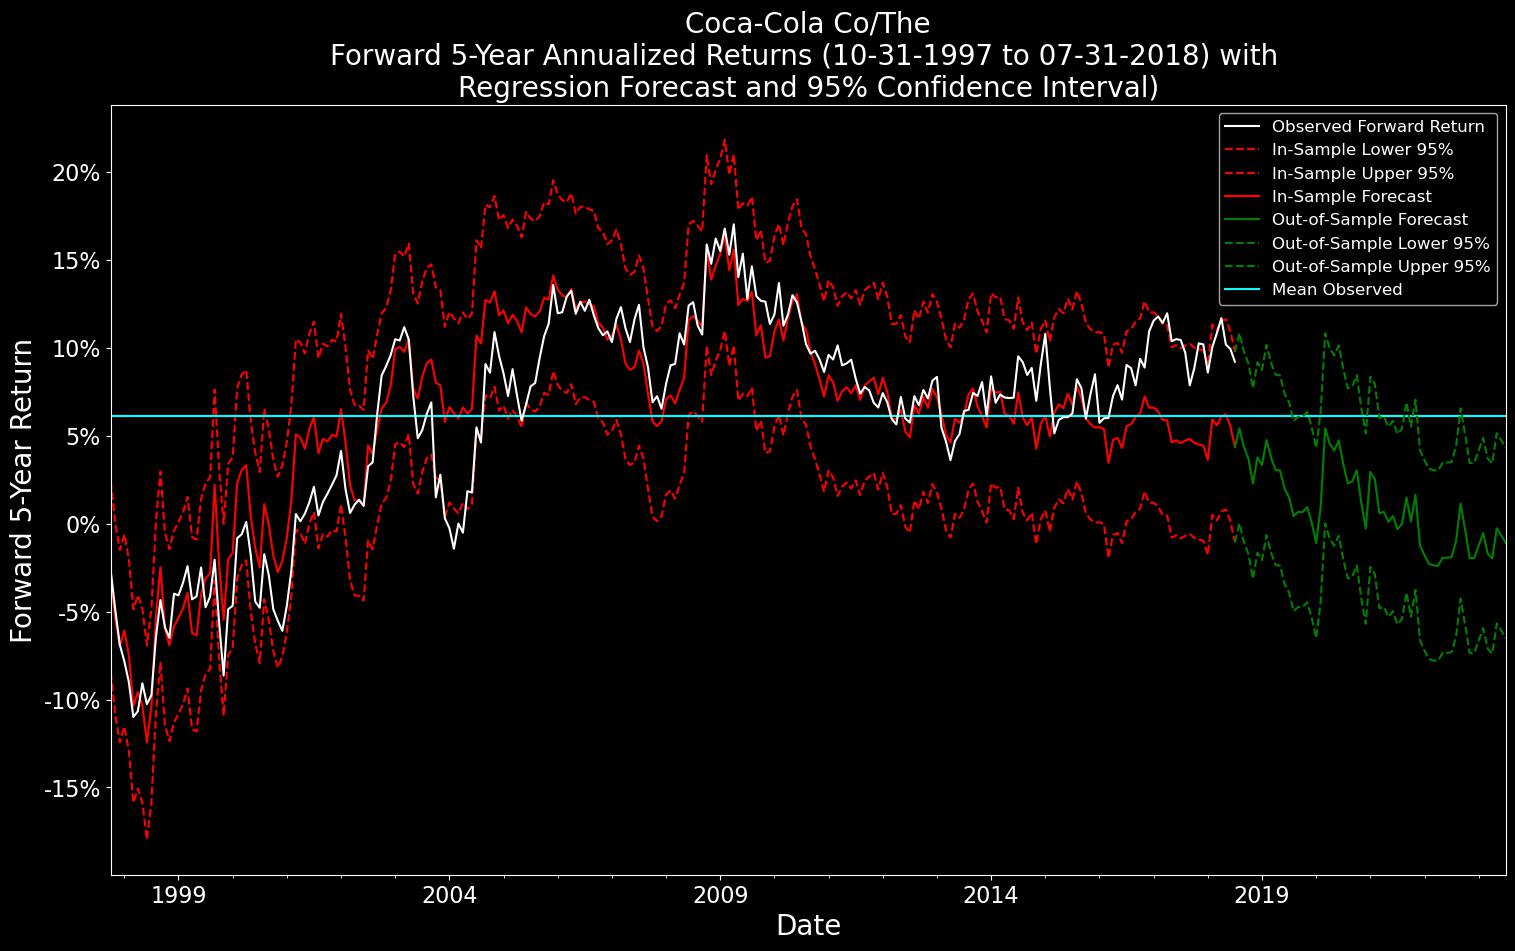 Coca-Cola Co/The
Forward 5-Year Annualized Returns (10-31-1997 to 07-31-2018) with
Regression Forecast and 95% Confidence Interval)
Observed Forward Return
In-Sample Lower 95%
In-Sample Upper 95%
In-Sample Forecast
Out-of-Sample Forecast
Out-of-Sample Lower 95%
Out-of-Sample Upper 95%
Mean Observed
Forward 5-Year Return
20%
15%
10%
5%
0%
-5%
-10%
-15%
1999
2004
2009
2014
2019
Date